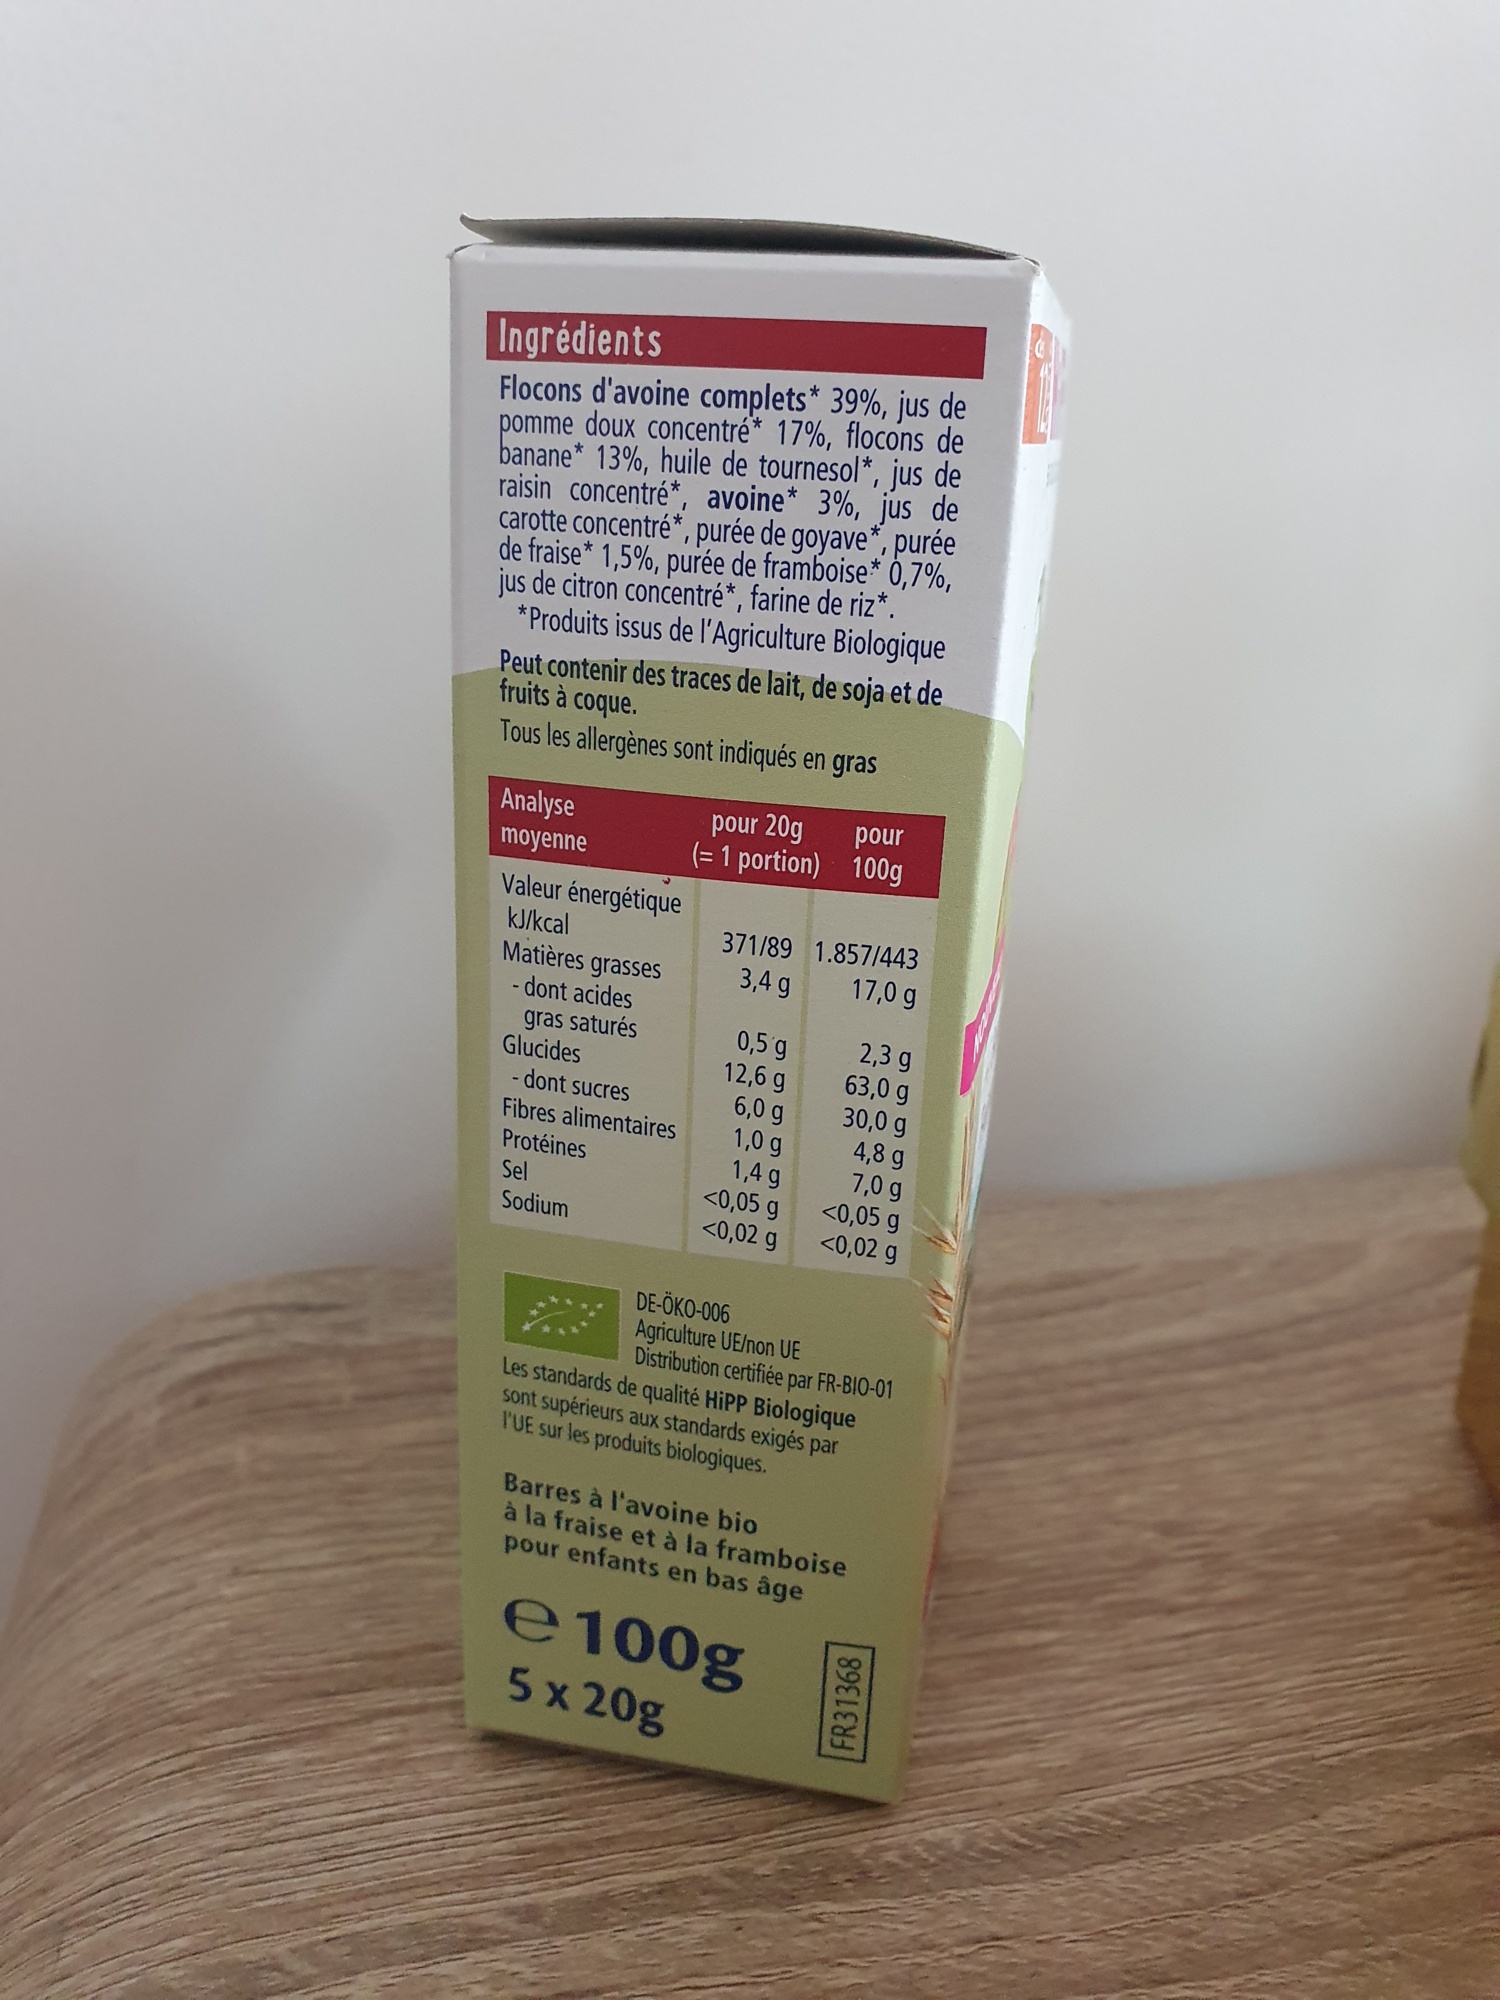 Ingrédients
Flocons d'avoine complets* 39%, jus de
pomme doux concentré* 17%, flocons de
banane* 13%, huile de tournesol*, jus de
raisin concentré*, avoine* 3%, jus de
carotte concentré*, purée de goyave*, purée
de fraise* 1,5%, purée de framboise* 0,7%,
jus de citron concentré*, farine de riz*.
*Produits issus de l'Agriculture Biologique
Peut contenir des traces de lait, de soja et de
fruits à coque.
Tous les allergènes sont indiqués en gras
Analyse moyenne pour 20g (= 1 portion) pour 100g
Valeur énergétique
kJ/kcal 371/89 1.857/443
Matières grasses 3,4 g 17,0 g
- dont acides
gras saturés 0,5 g 2,3 g
Glucides 12,6 g 63,0 g
- dont sucres 6,0 g 30,0 g
Fibres alimentaires 1,0 g 4,8 g
Protéines 1,4 g 7,0 g
Sel <0,05 g <0,05 g
Sodium <0,02 g <0,02 g
DE-ÖKO-006
Agriculture UE/non UE
Distribution certifiée par FR-BIO-01
Les standards de qualité HiPP Biologique
sont supérieurs aux standards exigés par
l'UE sur les produits biologiques.
Barres à l'avoine bio
à la fraise et à la framboise
pour enfants en bas âge
e 100g
5 x 20g
FR31368